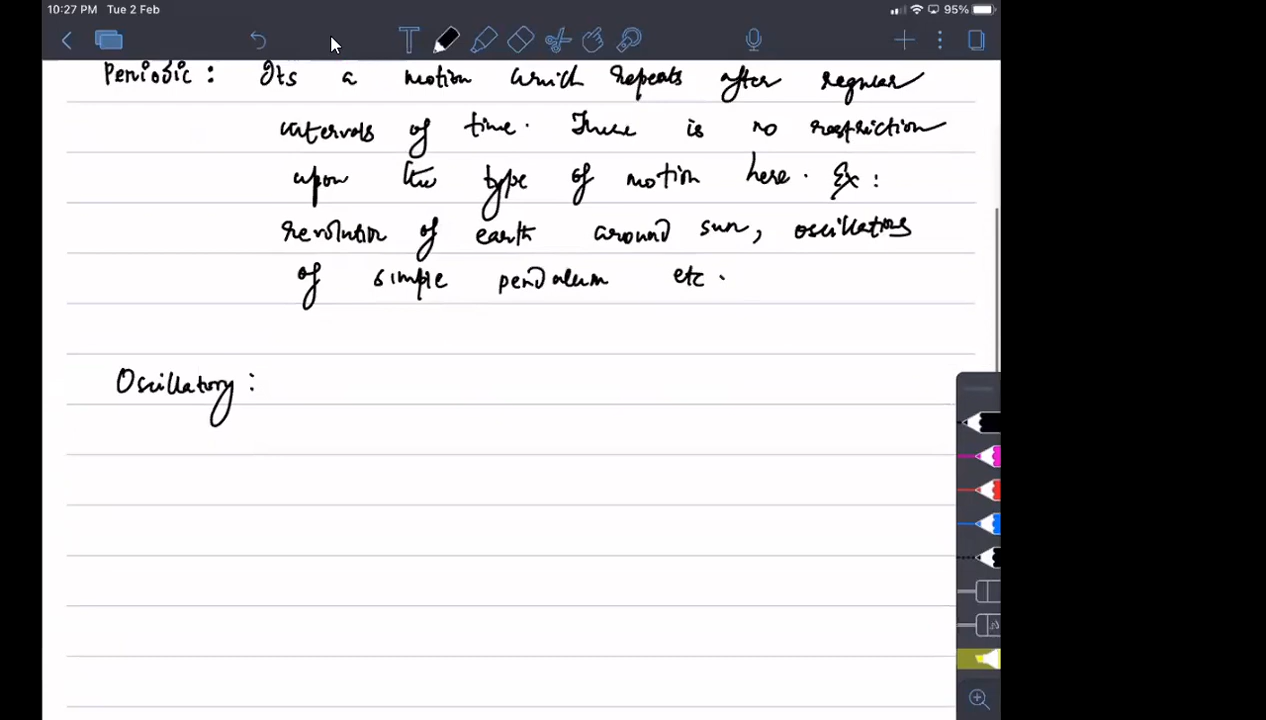 10:27 PM Tue 2 Feb 95%
T
Periodic : Its a motion which repeats after regular
intervals of time. There is no restriction
upon the type of motion here. Ex :
revolution of earth around sun, oscillations
of simple pendalum etc.
Oscillatory :